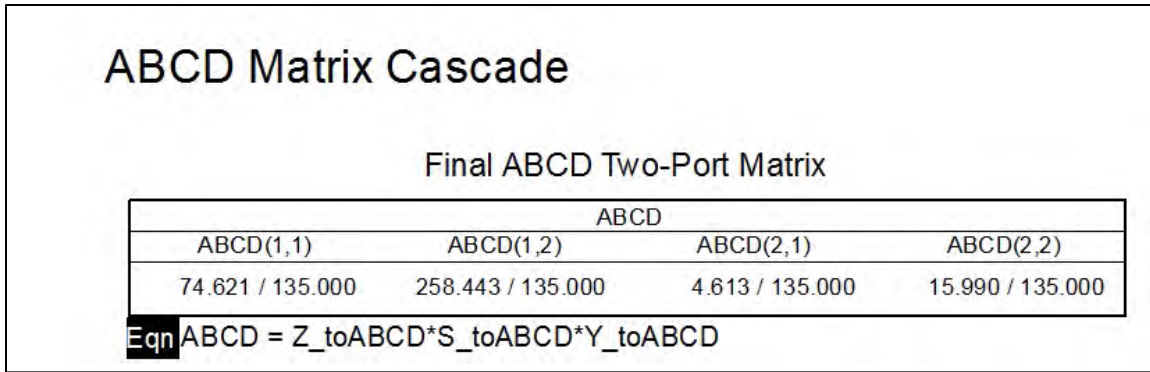 ABCD Matrix Cascade
Final ABCD Two-Port Matrix
ABCD
ABCD(1,1) ABCD(1,2) ABCD(2,1) ABCD(2,2)
74.621 / 135.000 258.443 / 135.000 4.613 / 135.000 15.990 / 135.000
Eqn ABCD = Z_toABCD*S_toABCD*Y_toABCD